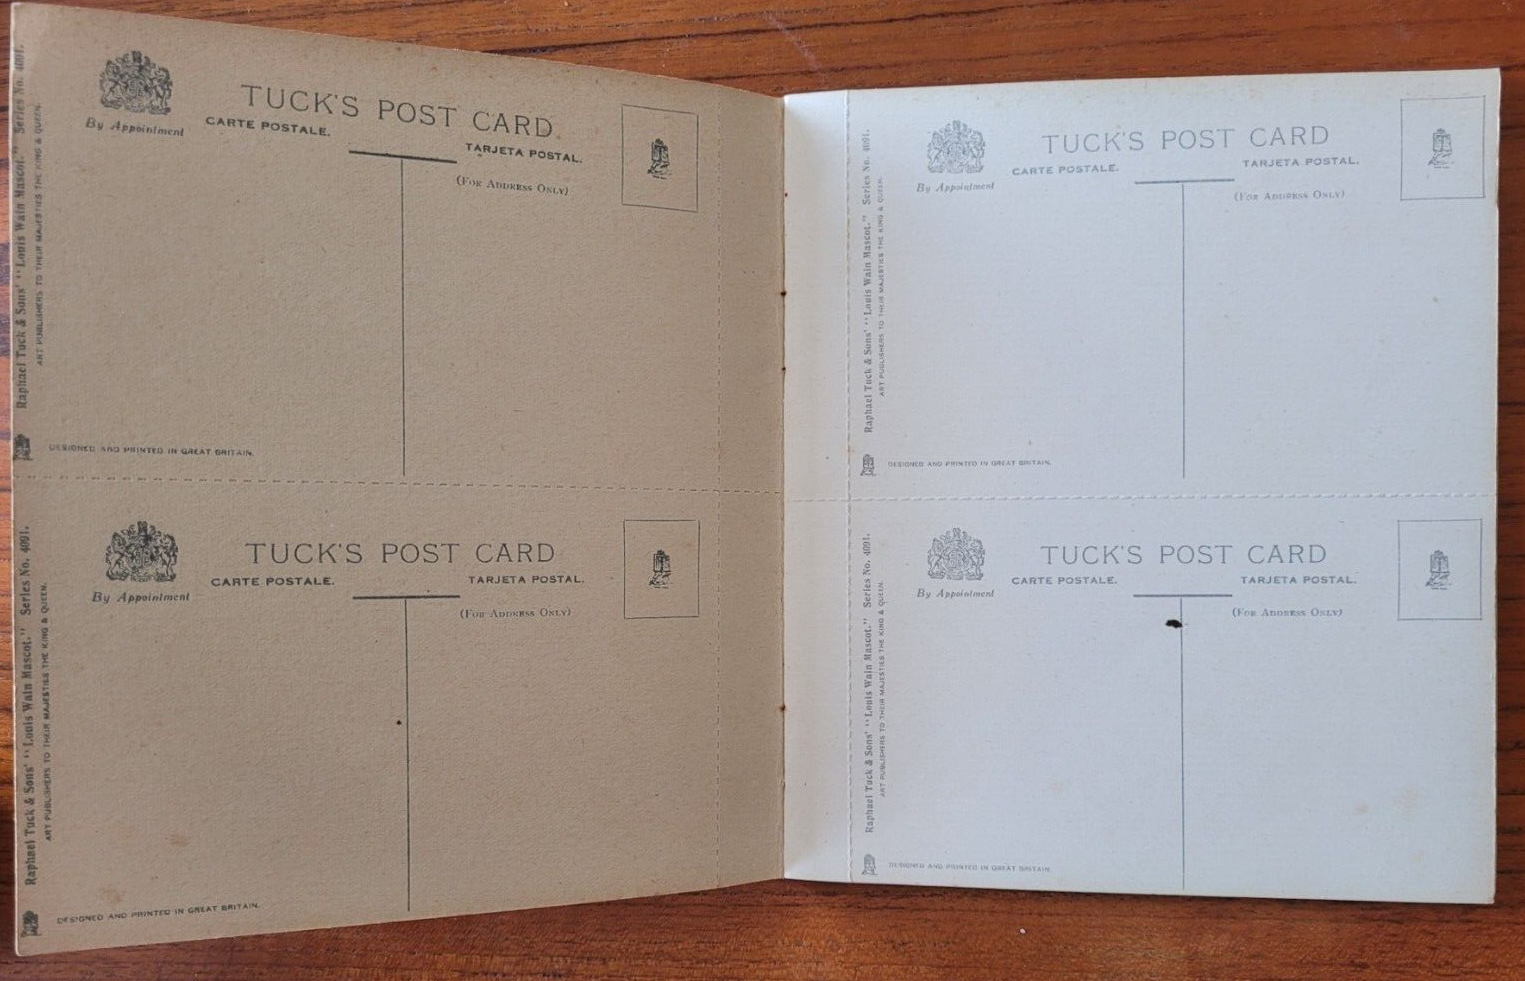 By Appointment
TUCK'S POST CARD
CARTE POSTALE.
TARJETA POSTAL.
(FOR ADDRESS ONLY)
Raphael Tuck & Sons' "Louis Wain Mascot." Series No. 4091.
ART PUBLISHERS TO THEIR MAJESTIES THE KING & QUEEN.
DESIGNED AND PRINTED IN GREAT BRITAIN.
By Appointment
TUCK'S POST CARD
CARTE POSTALE.
TARJETA POSTAL.
(FOR ADDRESS ONLY)
Raphael Tuck & Sons' "Louis Wain Mascot." Series No. 4091.
ART PUBLISHERS TO THEIR MAJESTIES THE KING & QUEEN.
DESIGNED AND PRINTED IN GREAT BRITAIN.
By Appointment
TUCK'S POST CARD
CARTE POSTALE.
TARJETA POSTAL.
(FOR ADDRESS ONLY)
Raphael Tuck & Sons' "Louis Wain Mascot." Series No. 4091.
ART PUBLISHERS TO THEIR MAJESTIES THE KING & QUEEN.
DESIGNED AND PRINTED IN GREAT BRITAIN.
By Appointment
TUCK'S POST CARD
CARTE POSTALE.
TARJETA POSTAL.
(FOR ADDRESS ONLY)
Raphael Tuck & Sons' "Louis Wain Mascot." Series No. 4091.
ART PUBLISHERS TO THEIR MAJESTIES THE KING & QUEEN.
DESIGNED AND PRINTED IN GREAT BRITAIN.